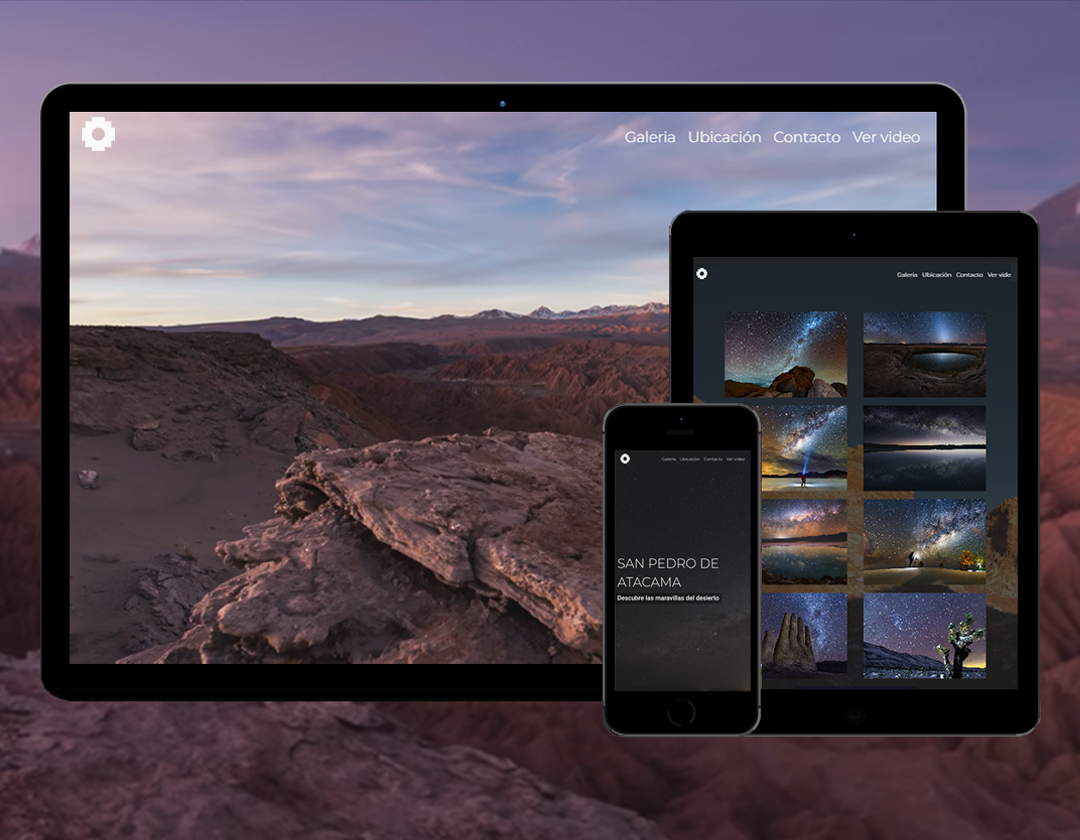 Galeria Ubicación Contacto Ver video
Galeria Ubicación Contacto Ver vide
Galeria Ubicación Contacto Ver video
SAN PEDRO DE
ATACAMA
Descubre las maravillas del desierto